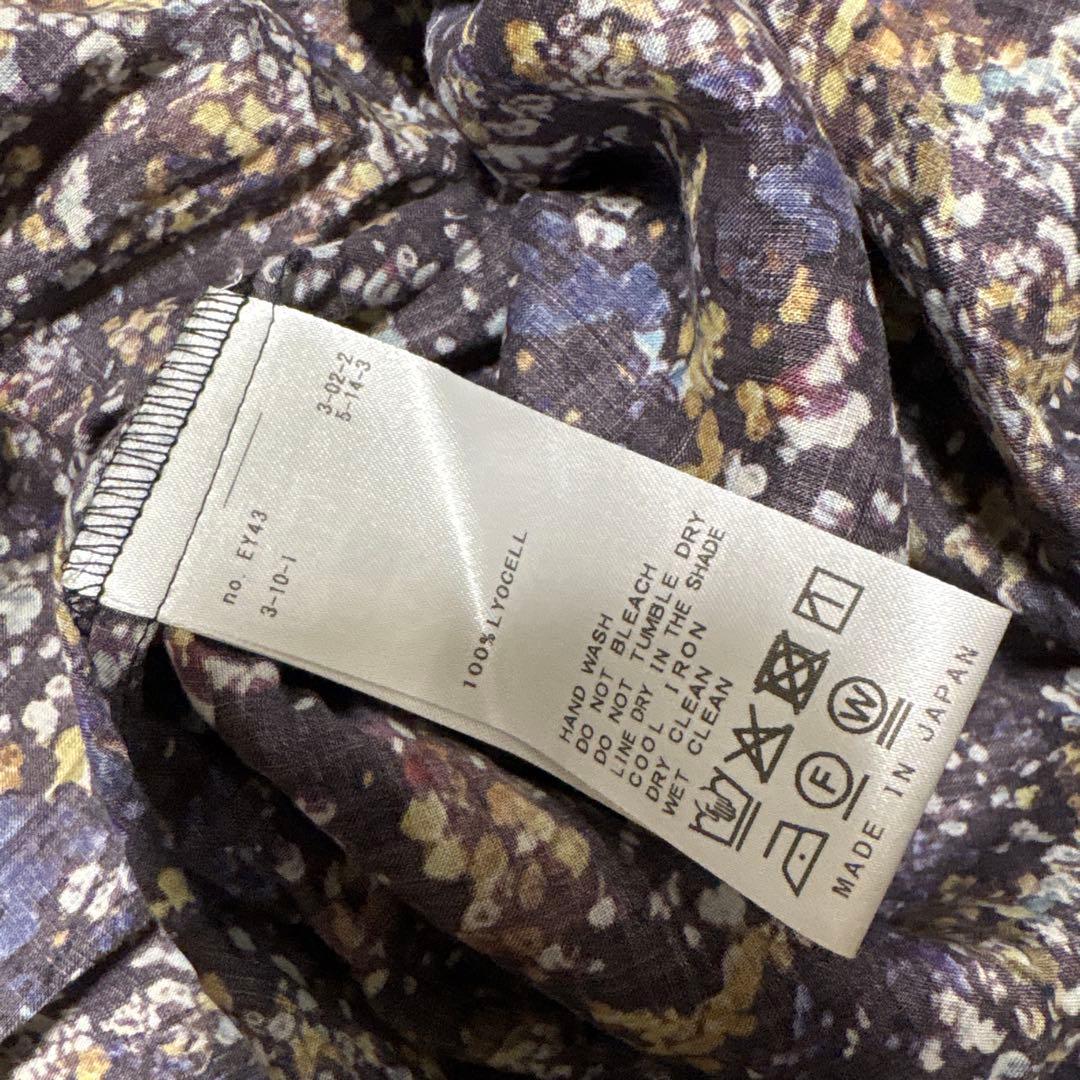 3-02-2
5-14-3
no. EY43
3-10-1
100%LYOCELL
HAND WASH
DO NOT BLEACH
DO NOT TUMBLE DRY
LINE DRY IN THE SHADE
COOL IRON
DRY CLEAN
WET CLEAN
W
F
MADE IN JAPAN